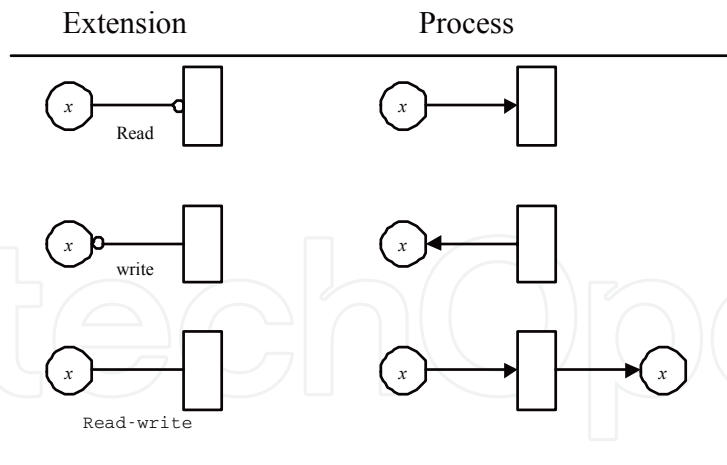 Extension Process
x x
Read
x x
write
x x x
Read-write